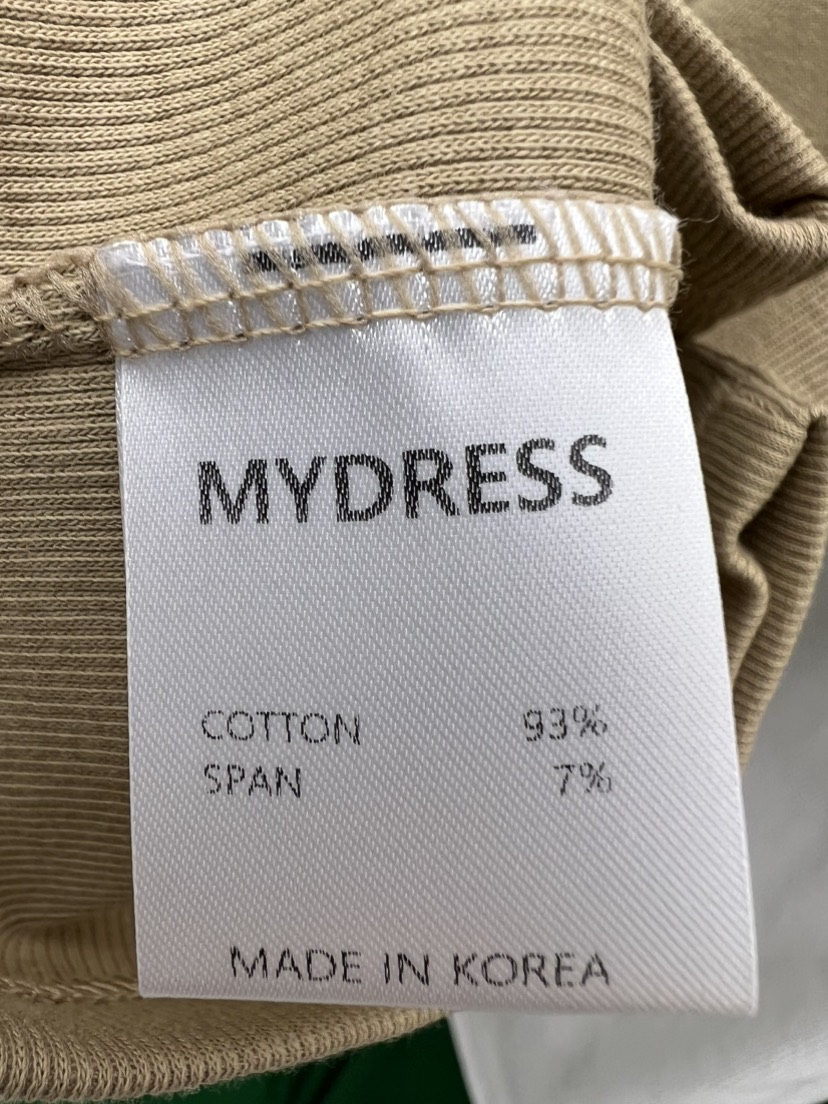 MYDRESS
COTTON 93%
SPAN 7%
MADE IN KOREA